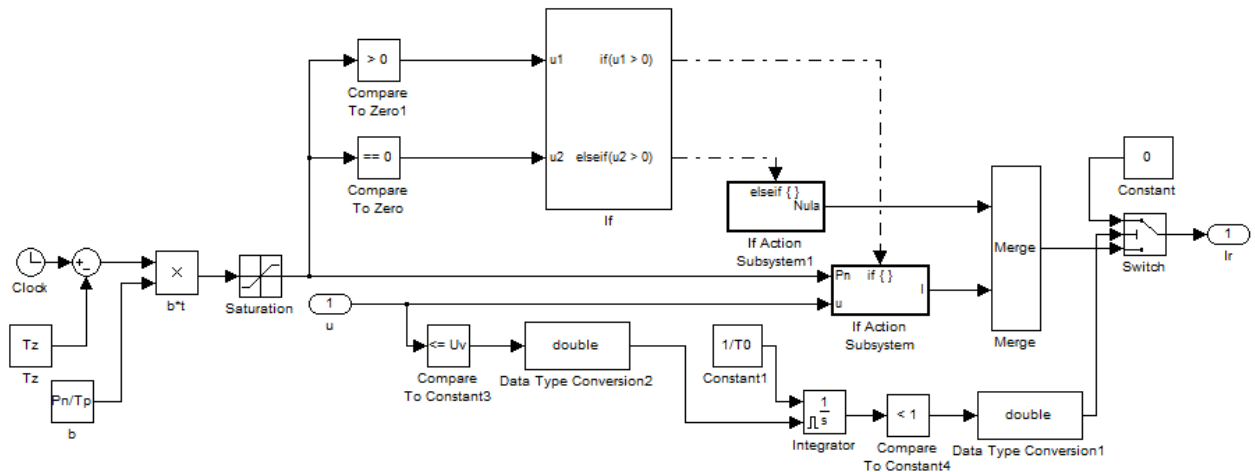 > 0
Compare
To Zero1
== 0
Compare
To Zero
u1
if(u1 > 0)
u2
elseif(u2 > 0)
If
elseif { }
Nula
If Action
Subsystem1
0
Constant
Merge
Merge
Switch
1
Ir
Clock
+
−
×
b*t
Saturation
1
u
Pn
if { }
u
I
If Action
Subsystem
Tz
Tz
Pn/Tp
b
<= Uv
Compare
To Constant3
double
Data Type Conversion2
1/T0
Constant1
1
s
Integrator
< 1
Compare
To Constant4
double
Data Type Conversion1